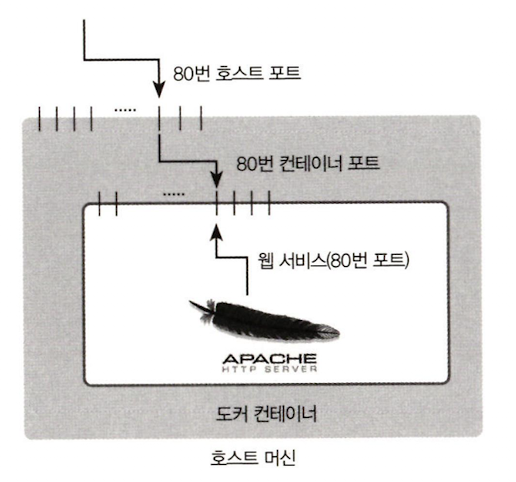 80번 호스트 포트
.....
80번 컨테이너 포트
.....
웹 서비스(80번 포트)
APACHE
HTTP SERVER
도커 컨테이너
호스트 머신